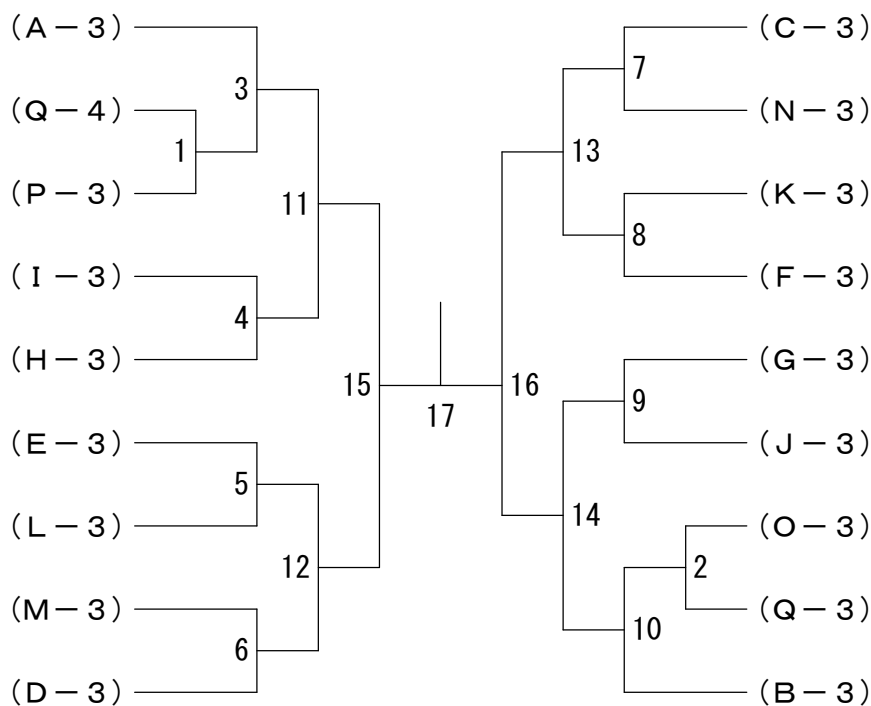 (A-3) (C-3)
3 7
(Q-4) (N-3)
1 13
(P-3) (K-3)
11 8
(I-3) (F-3)
4
(H-3) (G-3)
15 17 16 9
(E-3) (J-3)
5 14
(L-3) (O-3)
12 2
(M-3) (Q-3)
6 10
(D-3) (B-3)